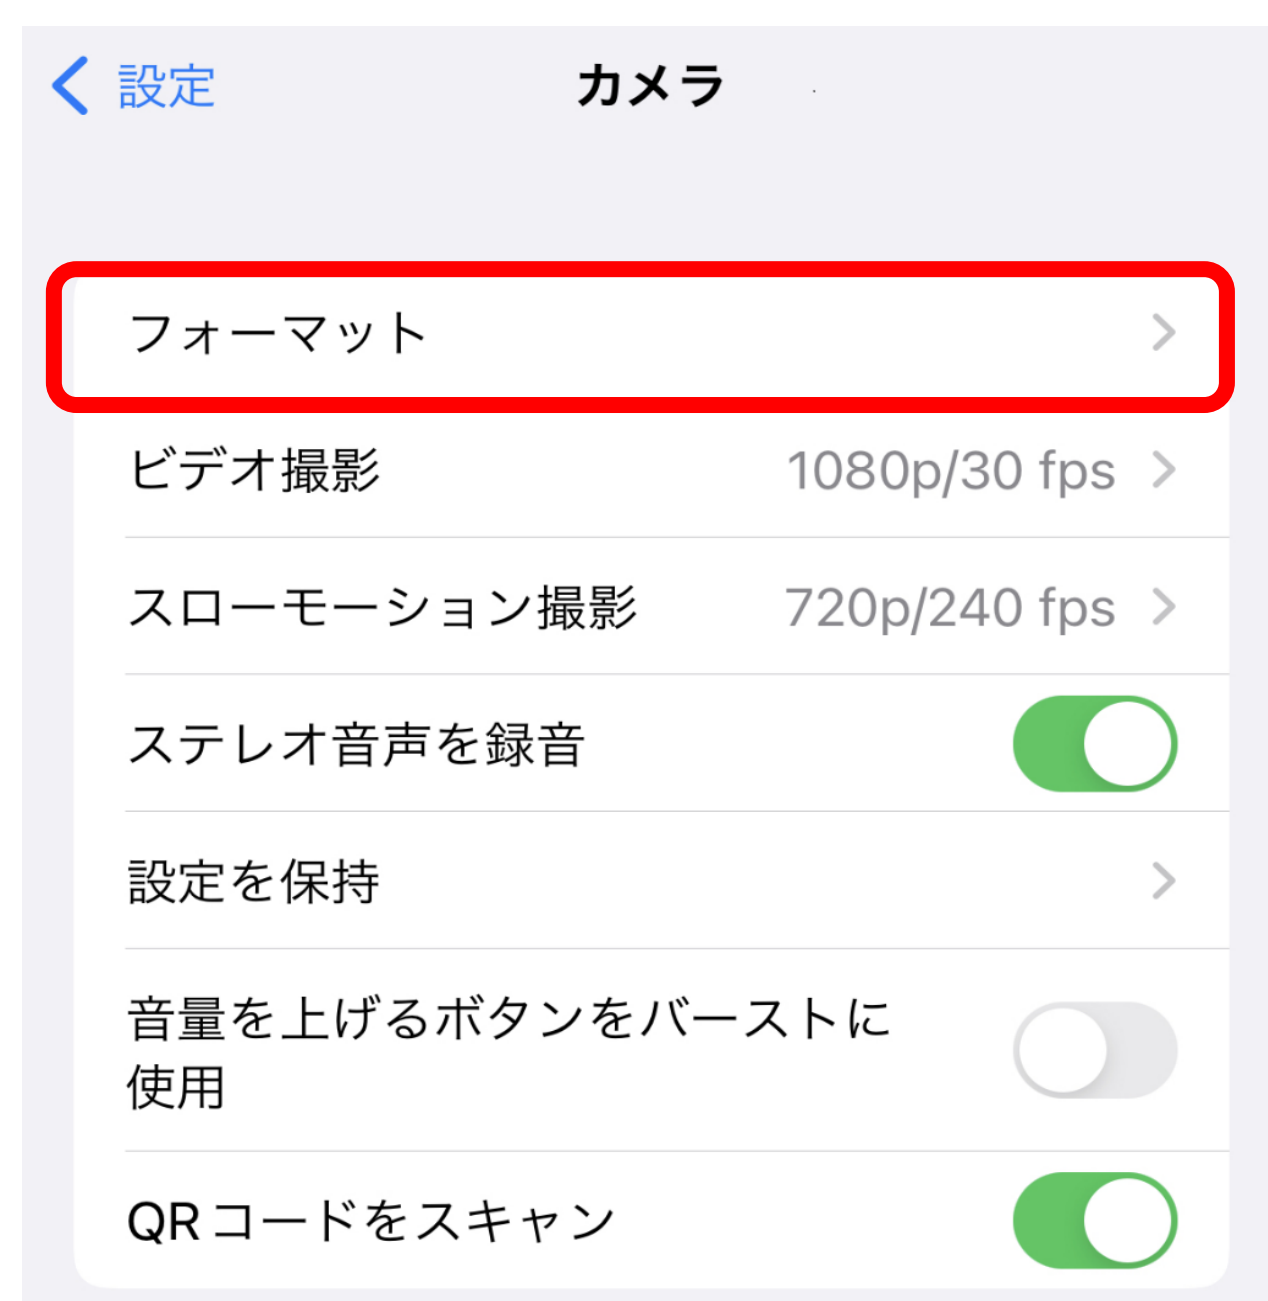 設定
カメラ
フォーマット
ビデオ撮影 1080p/30 fps
スローモーション撮影 720p/240 fps
ステレオ音声を録音
設定を保持
音量を上げるボタンをバーストに
使用
QRコードをスキャン